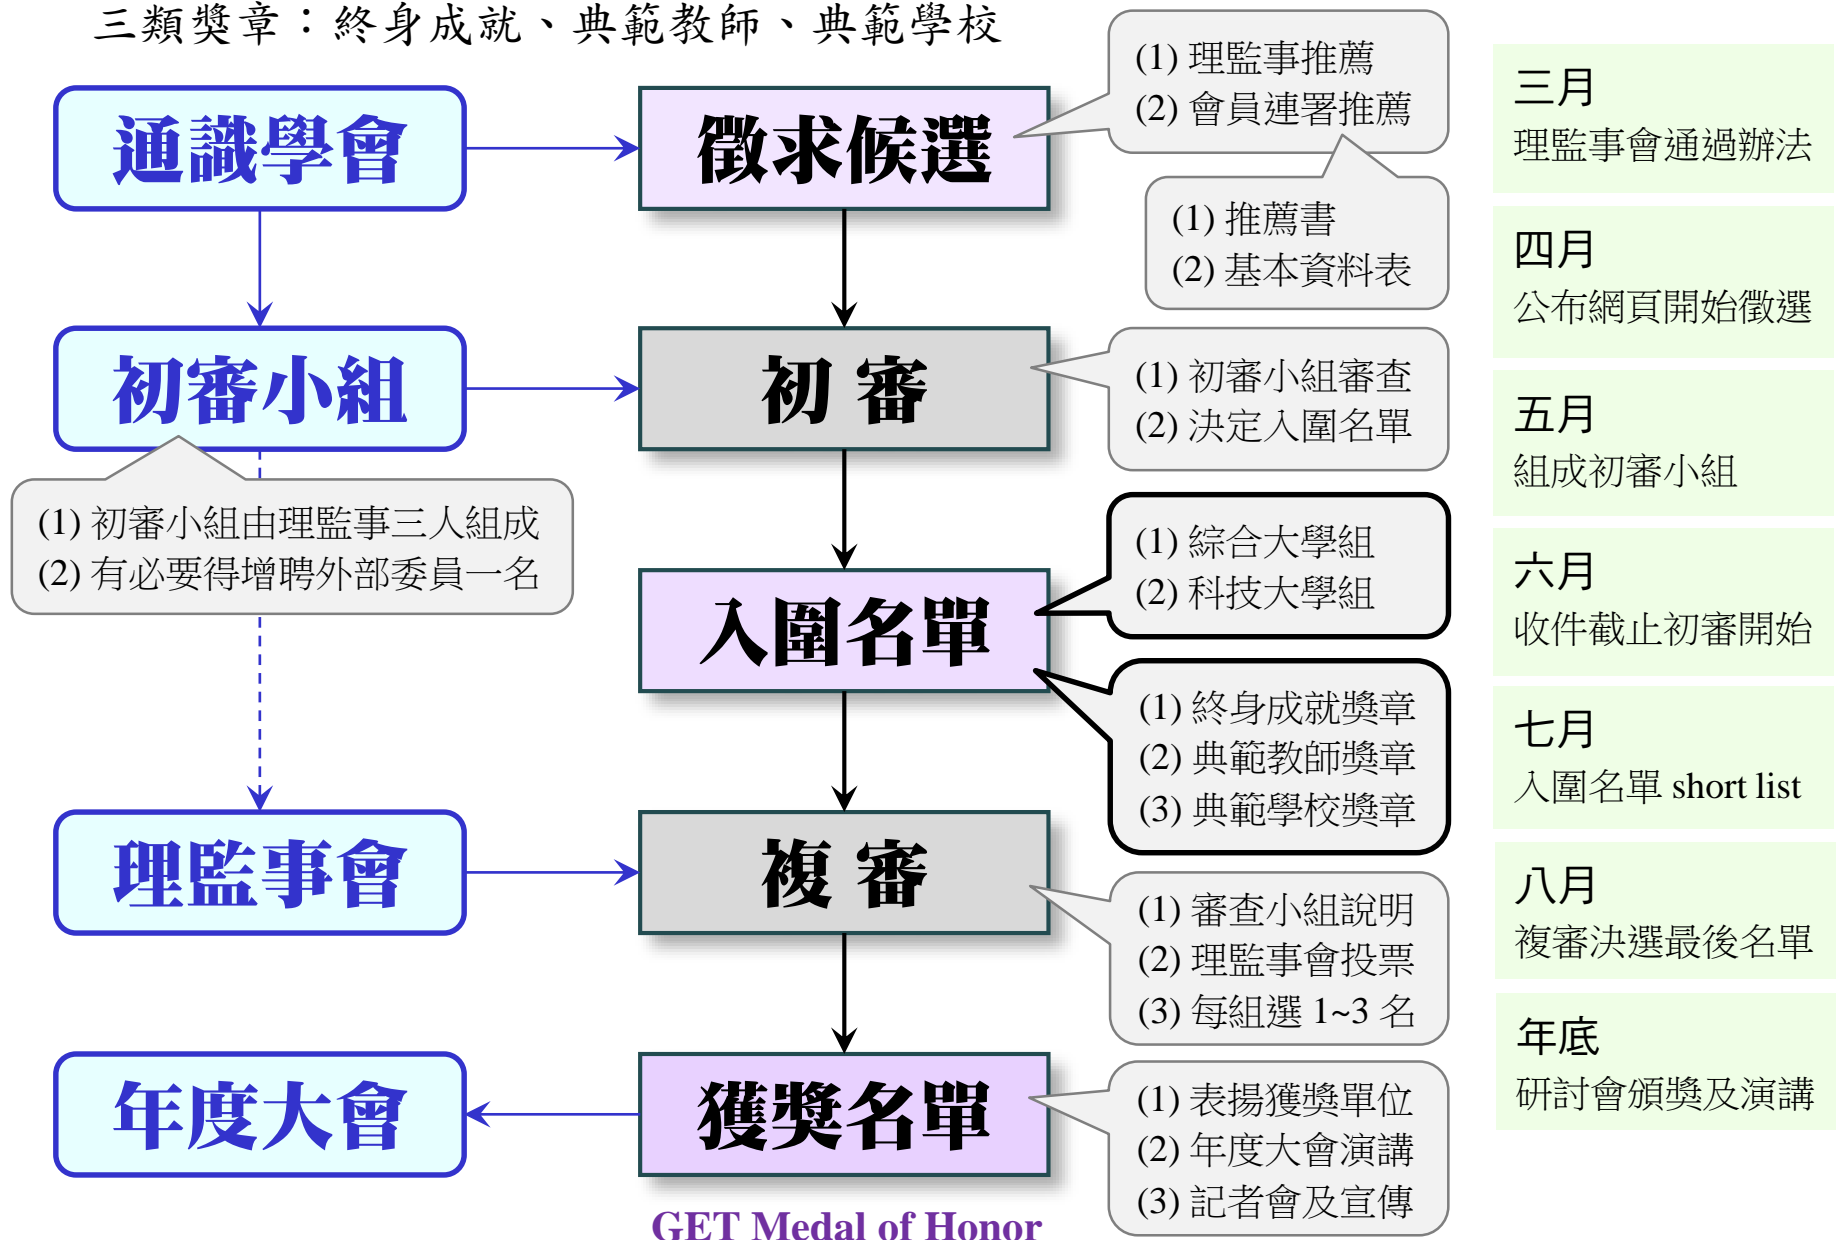 三類獎章：終身成就、典範教師、典範學校
通識學會
徵求候選
(1) 理監事推薦
(2) 會員連署推薦
(1) 推薦書
(2) 基本資料表
初審小組
初 審
(1) 初審小組審查
(2) 決定入圍名單
(1) 初審小組由理監事三人組成
(2) 有必要得增聘外部委員一名
入圍名單
(1) 綜合大學組
(2) 科技大學組
(1) 終身成就獎章
(2) 典範教師獎章
(3) 典範學校獎章
理監事會
複 審
(1) 審查小組說明
(2) 理監事會投票
(3) 每組選 1~3 名
年度大會
獲獎名單
(1) 表揚獲獎單位
(2) 年度大會演講
(3) 記者會及宣傳
GET Medal of Honor
三月
理監事會通過辦法
四月
公布網頁開始徵選
五月
組成初審小組
六月
收件截止初審開始
七月
入圍名單 short list
八月
複審決選最後名單
年底
研討會頒獎及演講